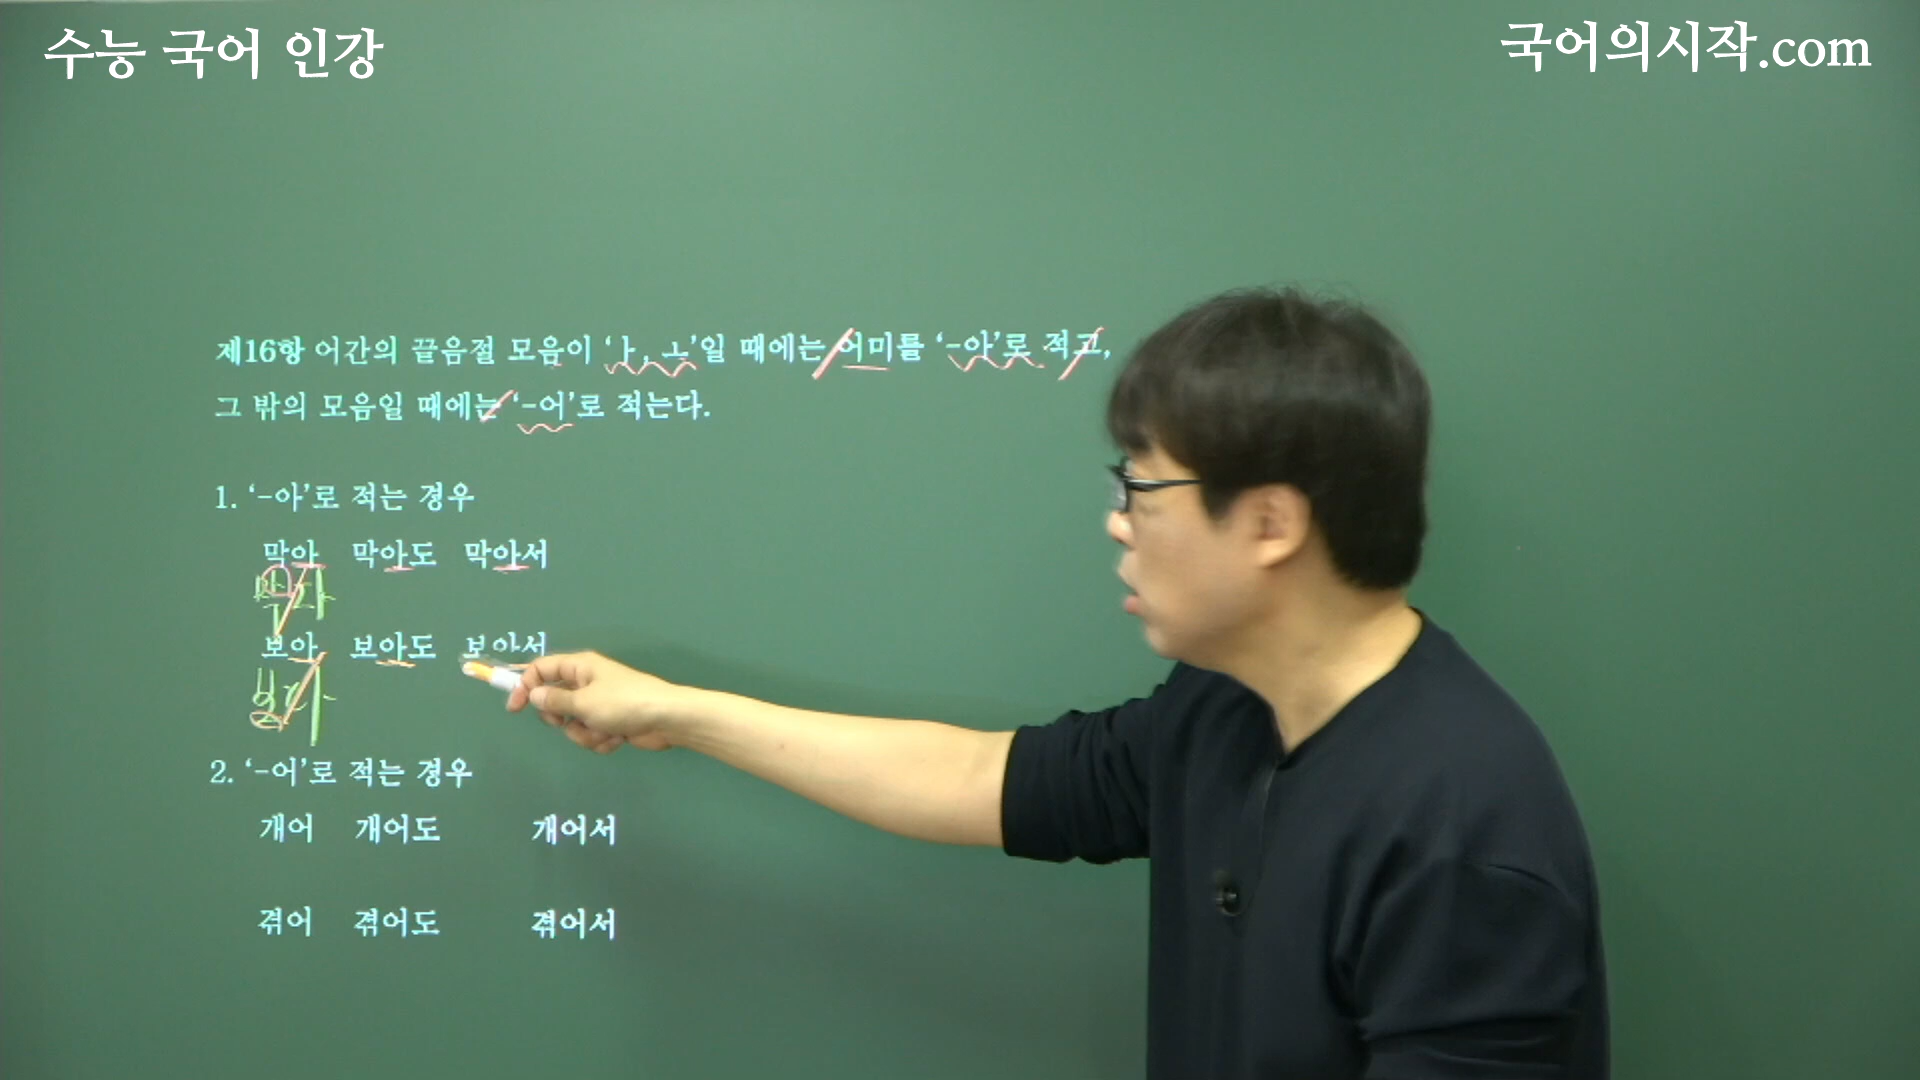 수능 국어 인강
국어의시작.com
제16항 어간의 끝음절 모음이 ‘ㅏ, ㅗ’일 때에는 어미를 ‘-아’로 적고,
그 밖의 모음일 때에는 ‘-어’로 적는다.
1. ‘-아’로 적는 경우
막아 막아도 막아서
막다
보아 보아도 보아서
보다
2. ‘-어’로 적는 경우
개어 개어도 개어서
겪어 겪어도 겪어서